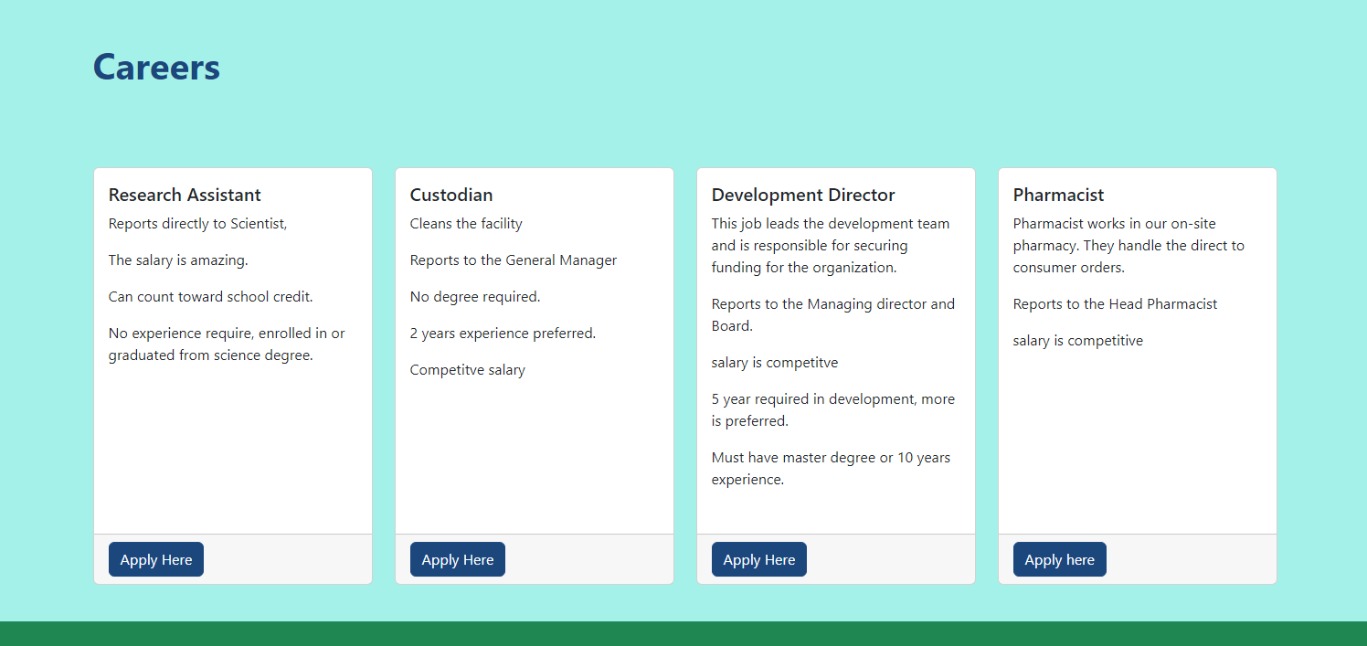 Careers
Research Assistant
Reports directly to Scientist,
The salary is amazing.
Can count toward school credit.
No experience require, enrolled in or
graduated from science degree.
Apply Here
Custodian
Cleans the facility
Reports to the General Manager
No degree required.
2 years experience preferred.
Competitve salary
Apply Here
Development Director
This job leads the development team
and is responsible for securing
funding for the organization.
Reports to the Managing director and
Board.
salary is competitve
5 year required in development, more
is preferred.
Must have master degree or 10 years
experience.
Apply Here
Pharmacist
Pharmacist works in our on-site
pharmacy. They handle the direct to
consumer orders.
Reports to the Head Pharmacist
salary is competitive
Apply here